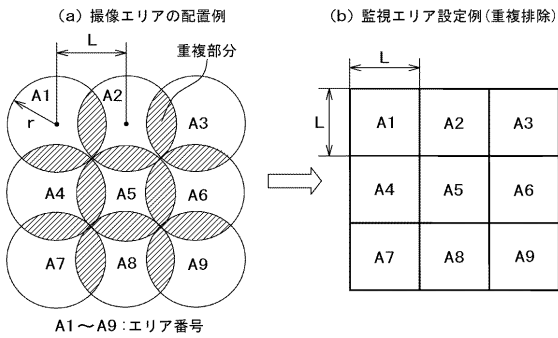 (a) 撮像エリアの配置例
(b) 監視エリア設定例(重複排除)
L
重複部分
A1
A2
A3
r
A4
A5
A6
A7
A8
A9
A1～A9:エリア番号
L
L
A1
A2
A3
A4
A5
A6
A7
A8
A9